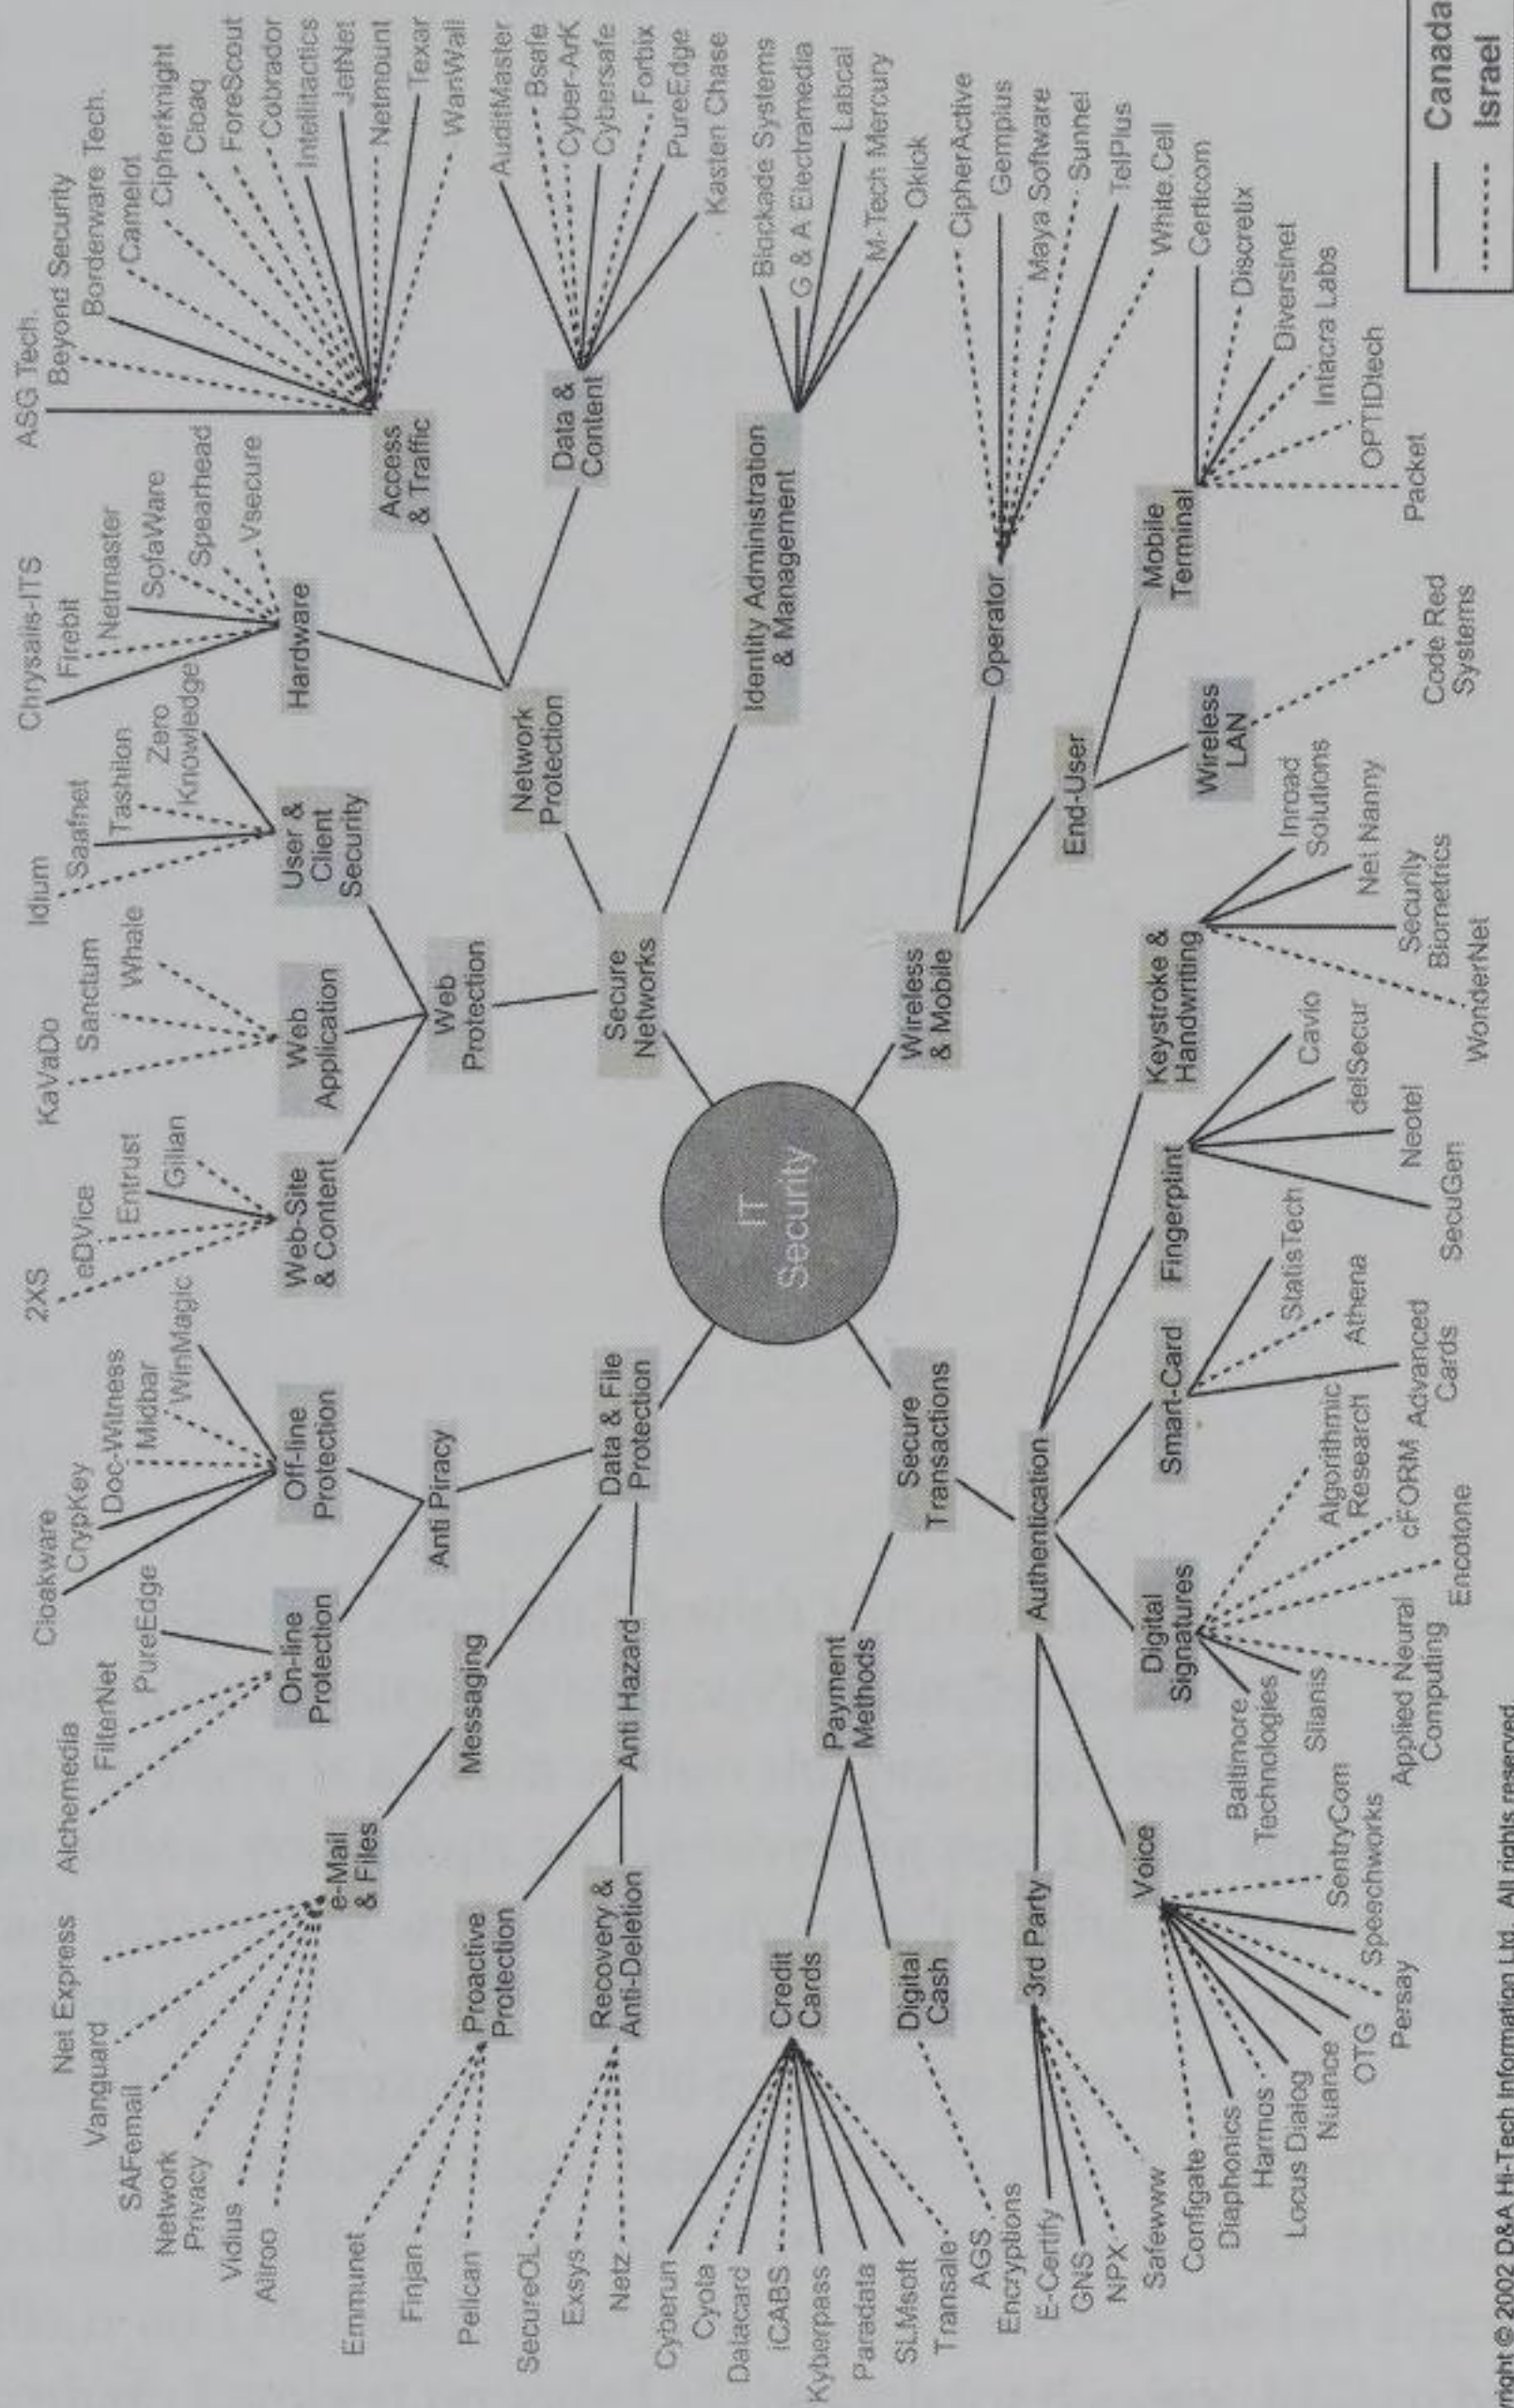 Net Express
Vanguard
SAFemail
Network
Privacy
Vidius
Aliroo
Alchemedia
FilterNet
PureEdge
Cloakware
CrypKey
Doc-Witness
Midbar
WinMagic
2XS
eDVice
Entrust
Gilian
KaVaDo
Sanctum
Whale
Idium
Saafnet
Tashilon
Zero
Knowledge
Chrysalis-ITS
Firebit
Netmaster
SofaWare
Spearhead
Vsecure
ASG Tech.
Beyond Security
Borderware Tech.
Camelot
Cipherknight
Cloaq
ForeScout
Cobrador
Intellitactics
JetNet
Netmount
Texar
WanWall
e-Mail
& Files
On-line
Protection
Off-line
Protection
Web-Site
& Content
Web
Application
User &
Client
Security
Hardware
Access
& Traffic
AuditMaster
Bsafe
Cyber-ArK
Cybersafe
Forbix
PureEdge
Kasten Chase
Messaging
Anti Piracy
Web
Protection
Network
Protection
Data &
Content
Emmunet
Finjan
Pelican
Proactive
Protection
SecureOL
Exsys
Netz
Recovery &
Anti-Deletion
Anti Hazard
Data & File
Protection
Secure
Networks
Identity Administration
& Management
Blockade Systems
G & A Electramedia
Labcal
M-Tech Mercury
Okiok
IT
Security
Cyberun
Cyota
Datacard
iCABS
Kyberpass
Paradata
SLMsoft
Transale
Credit
Cards
Payment
Methods
Secure
Transactions
Wireless
& Mobile
Operator
CipherActive
Gemplus
Maya Software
Sunnel
TelPlus
White Cell
AGS
Encryptions
Digital
Cash
E-Certify
GNS
NPX
Safewww
3rd Party
Authentication
End-User
Configate
Diaphonics
Harmos
Locus Dialog
Nuance
OTG
Persay
Speechworks
SentryCom
Voice
Digital
Signatures
Smart-Card
Fingerptint
Keystroke &
Handwriting
Wireless
LAN
Mobile
Terminal
Certicom
Discretix
Diversinet
Intacra Labs
OPTIDtech
Packet
Baltimore
Technologies
Silanis
Applied Neural
Computing
Encotone
cFORM
Algorithmic
Research
StatisTech
Athena
Advanced
Cards
Cavio
delSecur
Neotel
SecuGen
Inroad
Solutions
Net Nanny
Security
Biometrics
WonderNet
Code Red
Systems
Canada
Israel
© 2002 D&A Hi-Tech Information Ltd. All rights reserved.